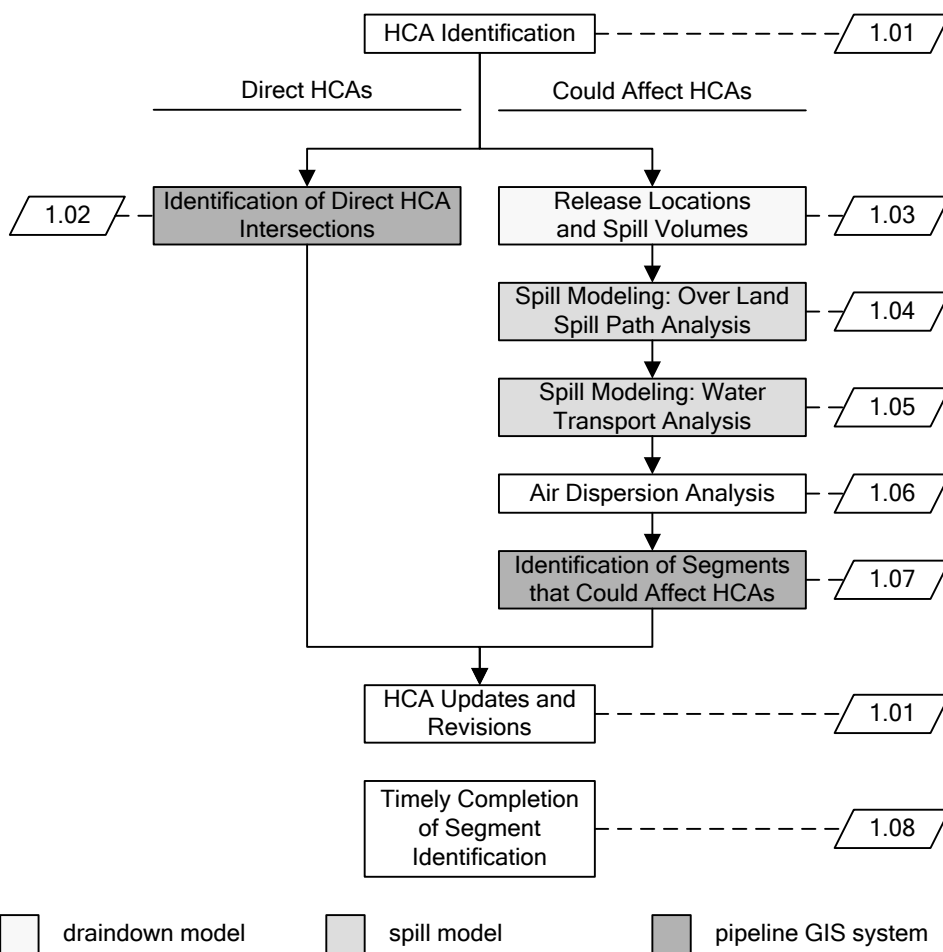 HCA Identification
1.01
Direct HCAs
Could Affect HCAs
1.02
Identification of Direct HCA
Intersections
Release Locations
and Spill Volumes
1.03
Spill Modeling: Over Land
Spill Path Analysis
1.04
Spill Modeling: Water
Transport Analysis
1.05
Air Dispersion Analysis
1.06
Identification of Segments
that Could Affect HCAs
1.07
HCA Updates and
Revisions
1.01
Timely Completion
of Segment
Identification
1.08
draindown model
spill model
pipeline GIS system